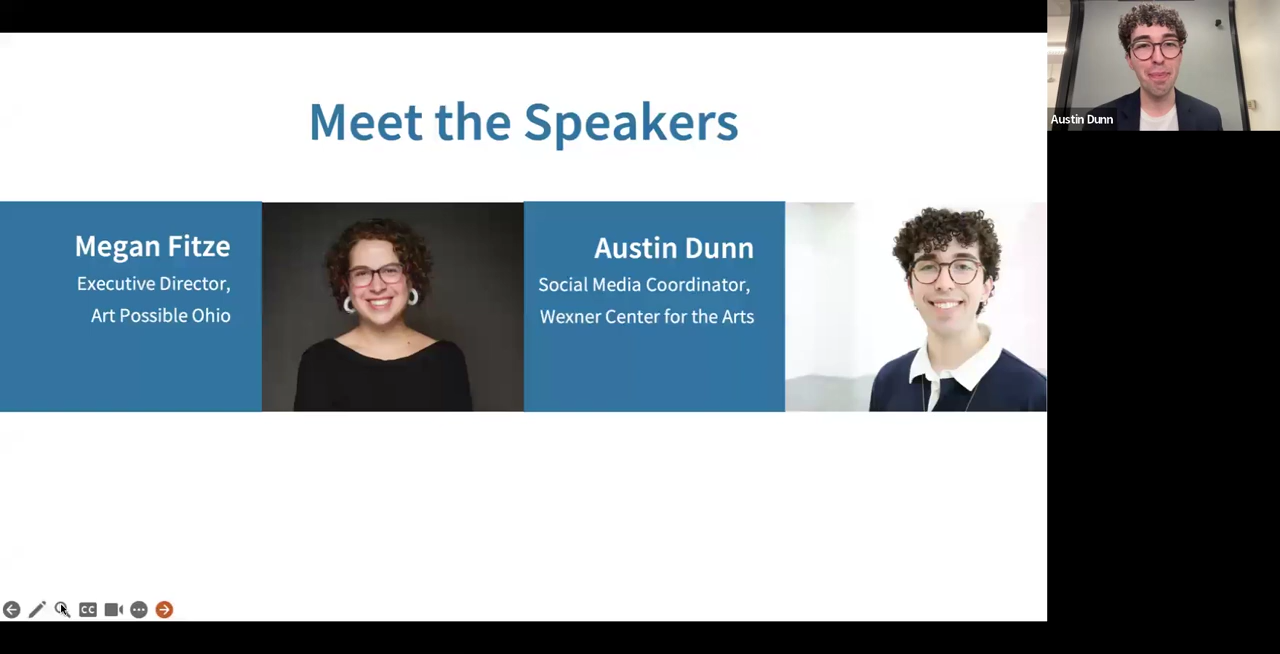 Meet the Speakers
Megan Fitze
Executive Director,
Art Possible Ohio
Austin Dunn
Social Media Coordinator,
Wexner Center for the Arts
Austin Dunn
CC